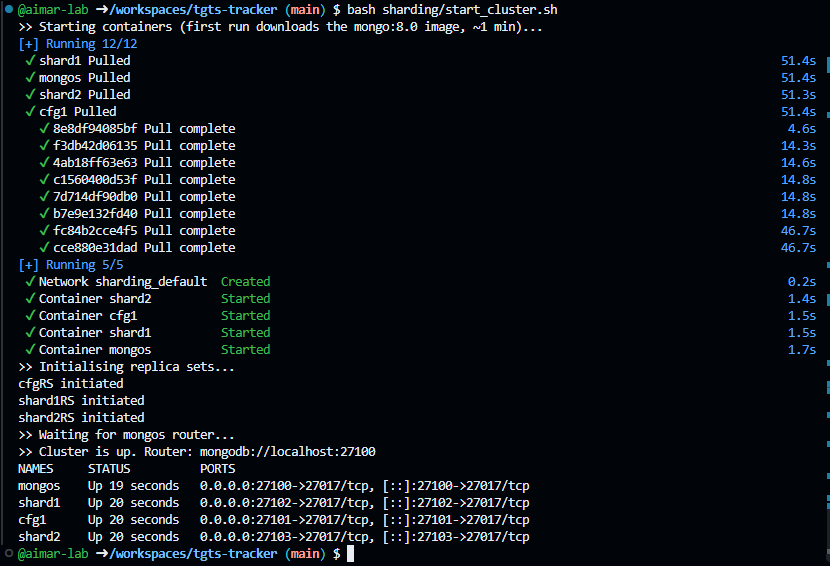 @aimar-lab ➜/workspaces/tgts-tracker (main) $ bash sharding/start_cluster.sh
>> Starting containers (first run downloads the mongo:8.0 image, ~1 min)...
[+] Running 12/12
✓ shard1 Pulled 51.4s
✓ mongos Pulled 51.4s
✓ shard2 Pulled 51.3s
✓ cfg1 Pulled 51.4s
✓ 8e8df94085bf Pull complete 4.6s
✓ f3db42d06135 Pull complete 14.3s
✓ 4ab18ff63e63 Pull complete 14.6s
✓ c1560400d53f Pull complete 14.8s
✓ 7d714df90db0 Pull complete 14.8s
✓ b7e9e132fd40 Pull complete 14.8s
✓ fc84b2cce4f5 Pull complete 46.7s
✓ cce880e31dad Pull complete 46.7s
[+] Running 5/5
✓ Network sharding_default Created 0.2s
✓ Container shard2 Started 1.4s
✓ Container cfg1 Started 1.5s
✓ Container shard1 Started 1.5s
✓ Container mongos Started 1.7s
>> Initialising replica sets...
cfgRS initiated
shard1RS initiated
shard2RS initiated
>> Waiting for mongos router...
>> Cluster is up. Router: mongodb://localhost:27100
NAMES STATUS PORTS
mongos Up 19 seconds 0.0.0.0:27100->27017/tcp, [::]:27100->27017/tcp
shard1 Up 20 seconds 0.0.0.0:27102->27017/tcp, [::]:27102->27017/tcp
cfg1 Up 20 seconds 0.0.0.0:27101->27017/tcp, [::]:27101->27017/tcp
shard2 Up 20 seconds 0.0.0.0:27103->27017/tcp, [::]:27103->27017/tcp
@aimar-lab ➜/workspaces/tgts-tracker (main) $